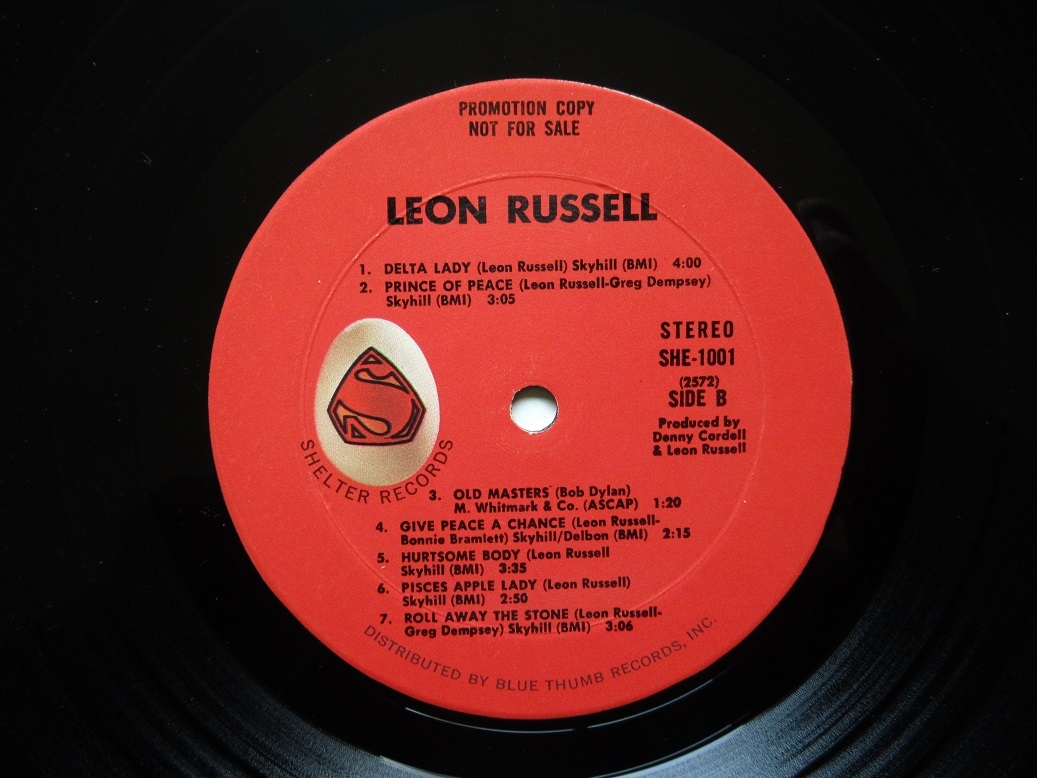 PROMOTION COPY
NOT FOR SALE
LEON RUSSELL
1. DELTA LADY (Leon Russell) Skyhill (BMI) 4:00
2. PRINCE OF PEACE (Leon Russell-Greg Dempsey)
Skyhill (BMI) 3:05
STEREO
SHE-1001
(2572)
SIDE B
Produced by
Denny Cordell
& Leon Russell
S
SHELTER RECORDS
3. OLD MASTERS (Bob Dylan)
M. Whitmark & Co. (ASCAP) 1:20
4. GIVE PEACE A CHANCE (Leon Russell-
Bonnie Bramlett) Skyhill/Delbon (BMI) 2:15
5. HURTSOME BODY (Leon Russell
Skyhill (BMI) 3:35
6. PISCES APPLE LADY (Leon Russell)
Skyhill (BMI) 2:50
7. ROLL AWAY THE STONE (Leon Russell-
Greg Dempsey) Skyhill (BMI) 3:06
DISTRIBUTED BY BLUE THUMB RECORDS, INC.